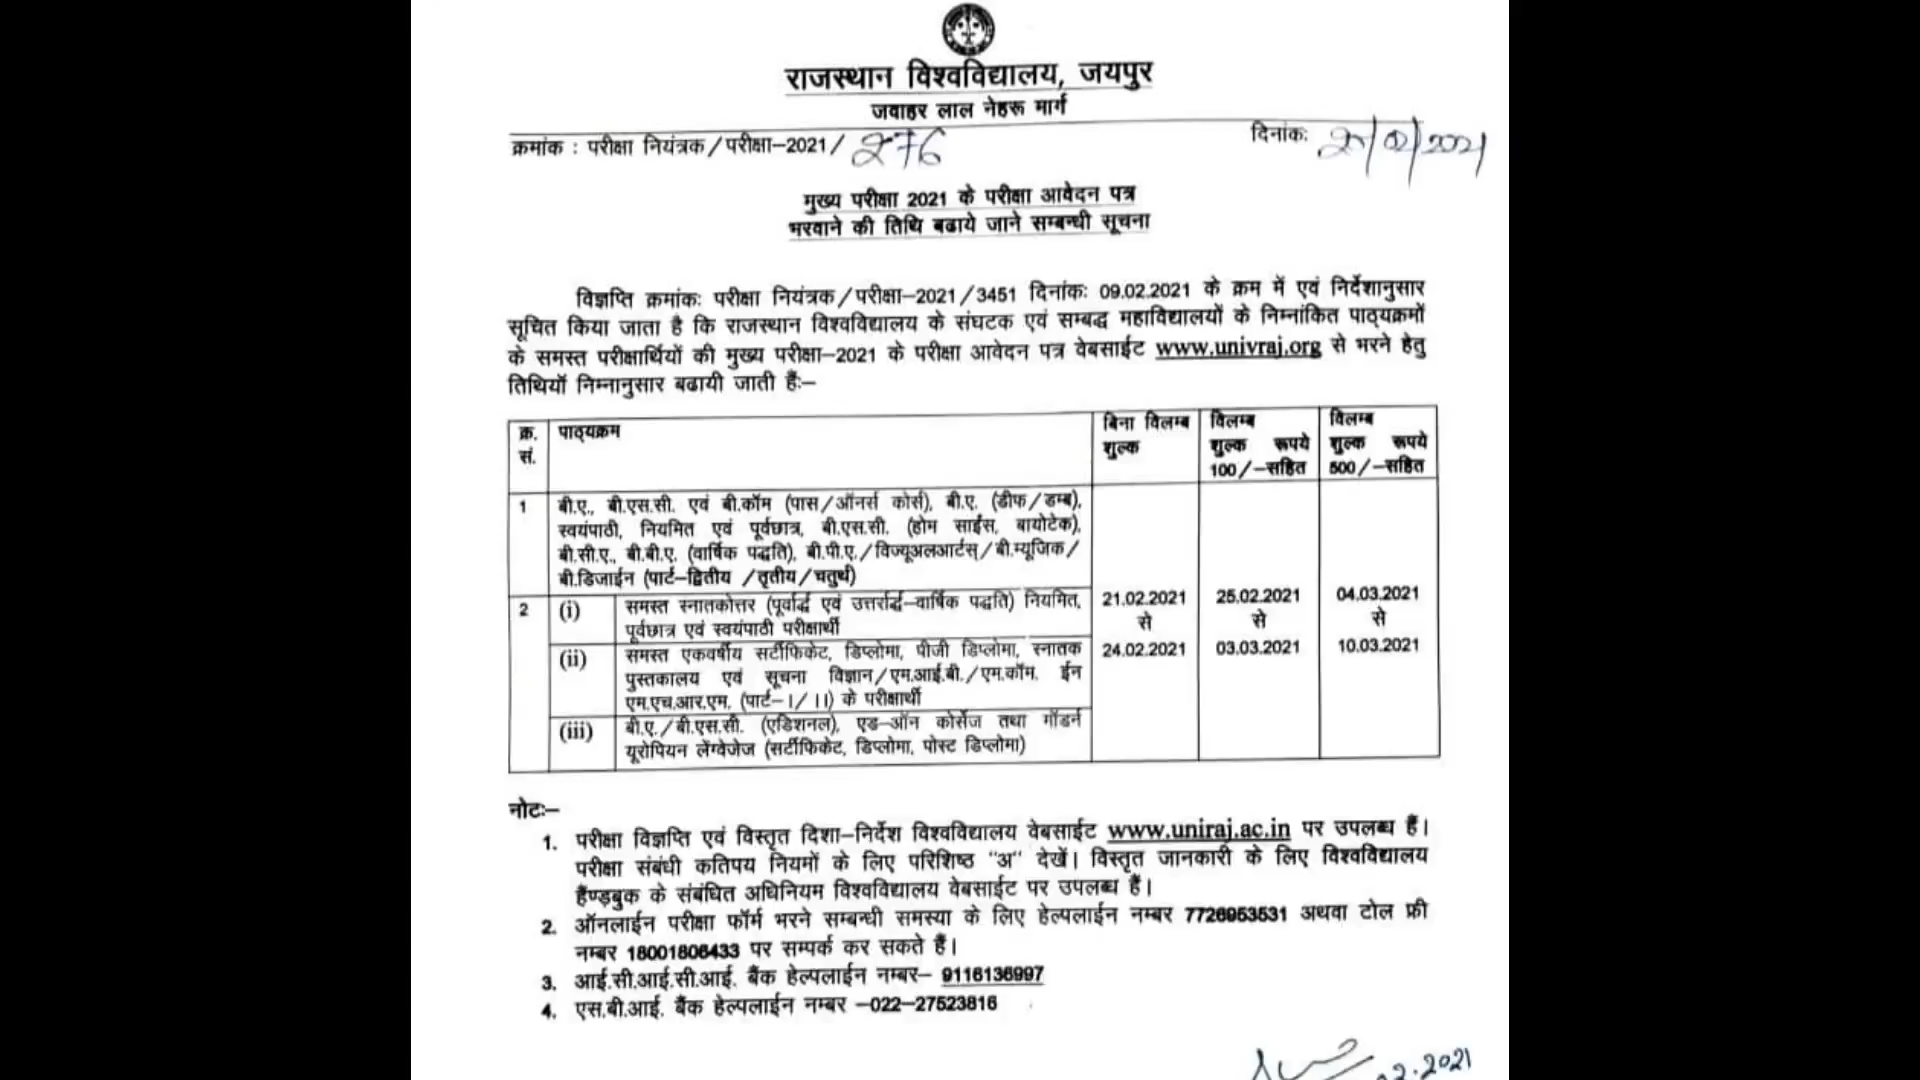 राजस्थान विश्वविद्यालय, जयपुर
जवाहर लाल नेहरू मार्ग
क्रमांक : परीक्षा नियंत्रक/परीक्षा–2021/ 276
दिनांक: /02/2021
मुख्य परीक्षा 2021 के परीक्षा आवेदन पत्र
भरवाने की तिथि बढाये जाने सम्बन्धी सूचना
विज्ञप्ति क्रमांकः परीक्षा नियंत्रक/परीक्षा–2021/3451 दिनांकः 09.02.2021 के क्रम में एवं निर्देशानुसार
सूचित किया जाता है कि राजस्थान विश्वविद्यालय के संघटक एवं सम्बद्ध महाविद्यालयों के निम्नांकित पाठ्यक्रमों
के समस्त परीक्षार्थियों की मुख्य परीक्षा–2021 के परीक्षा आवेदन पत्र वेबसाईट www.univraj.org से भरने हेतु
तिथियॉ निम्नानुसार बढायी जाती हैः–
क्र. सं.
पाठ्यक्रम
बिना विलम्ब शुल्क
विलम्ब शुल्क रूपये 100/–सहित
विलम्ब शुल्क रूपये 500/–सहित
1
बी.ए., बी.एस.सी. एवं बी.कॉम (पास/ऑनर्स कोर्स), बी.ए. (डीफ/डम्ब),
स्वयंपाठी, नियमित एवं पूर्वछात्र, बी.एस.सी. (होम साईंस, बायोटेक),
बी.सी.ए., बी.बी.ए. (वार्षिक पद्धति), बी.पी.ए./विज्यूअलआर्टस्/बी.म्यूजिक/
बी.डिजाईन (पार्ट–द्वितीय /तृतीय/चतुर्थ)
2
(i)
समस्त स्नातकोत्तर (पूर्वार्द्ध एवं उत्तर्रार्द्ध–वार्षिक पद्धति) नियमित,
पूर्वछात्र एवं स्वयंपाठी परीक्षार्थी
(ii)
समस्त एकवर्षीय सर्टीफिकेट, डिप्लोमा, पीजी डिप्लोमा, स्नातक
पुस्तकालय एवं सूचना विज्ञान/एम.आई.बी./एम.कॉम. ईन
एम.एच.आर.एम. (पार्ट–।/ ।।) के परीक्षार्थी
(iii)
बी.ए./बी.एस.सी. (एडिशनल), एड–ऑन कोर्सेज तथा मॉडर्न
यूरोपियन लेंग्वेजेज (सर्टीफिकेट, डिप्लोमा, पोस्ट डिप्लोमा)
21.02.2021 से 24.02.2021
25.02.2021 से 03.03.2021
04.03.2021 से 10.03.2021
नोटः–
1. परीक्षा विज्ञप्ति एवं विस्तृत दिशा–निर्देश विश्वविद्यालय वेबसाईट www.uniraj.ac.in पर उपलब्ध हैं।
परीक्षा संबंधी कतिपय नियमों के लिए परिशिष्ठ "अ" देखें। विस्तृत जानकारी के लिए विश्वविद्यालय
हैंण्डबुक के संबंधित अधिनियम विश्वविद्यालय वेबसाईट पर उपलब्ध हैं।
2. ऑनलाईन परीक्षा फॉर्म भरने सम्बन्धी समस्या के लिए हेल्पलाईन नम्बर 7726953531 अथवा टोल फ्री
नम्बर 18001806433 पर सम्पर्क कर सकते हैं।
3. आई.सी.आई.सी.आई. बैंक हेल्पलाईन नम्बर– 9116136997
4. एस.बी.आई. बैंक हेल्पलाईन नम्बर –022–27523816
.2.2021